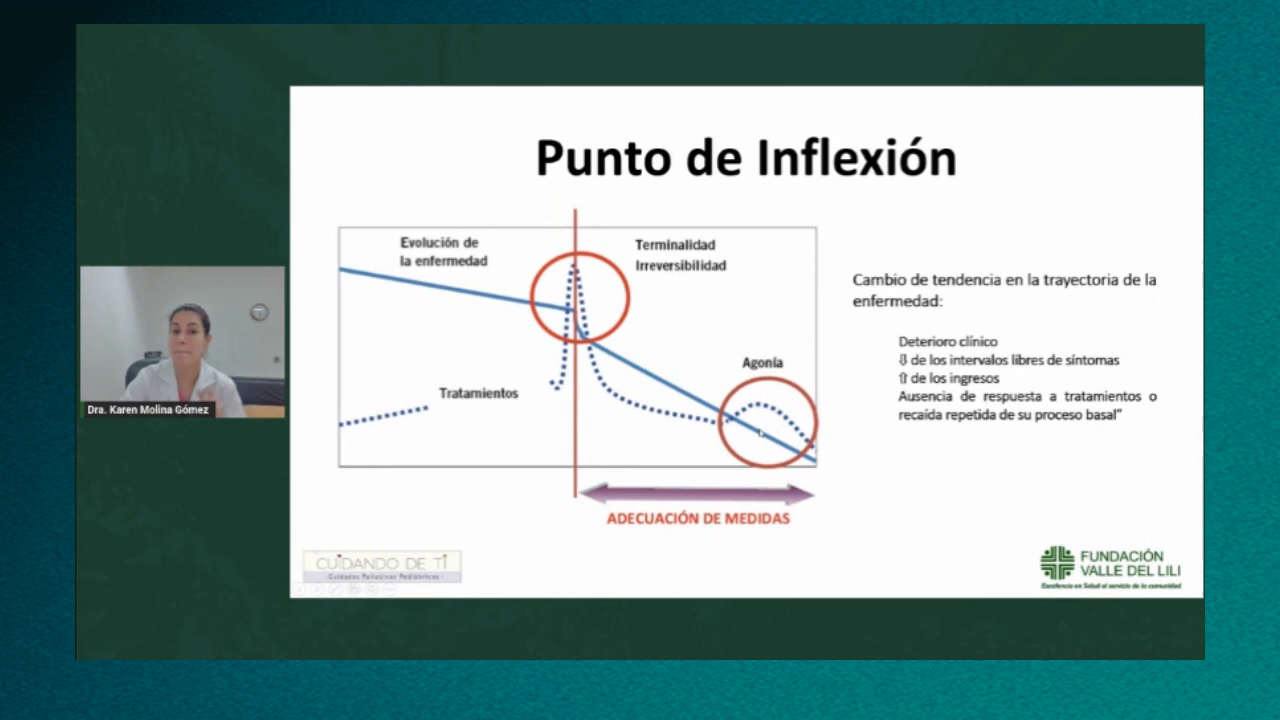 Punto de Inflexión
Evolución de
la enfermedad
Terminalidad
Irreversibilidad
Tratamientos
Agonía
ADECUACIÓN DE MEDIDAS
Cambio de tendencia en la trayectoria de la
enfermedad:
Deterioro clínico
⇩ de los intervalos libres de síntomas
⇧ de los ingresos
Ausencia de respuesta a tratamientos o
recaída repetida de su proceso basal"
Dra. Karen Molina Gómez
CUIDANDO DE TI
-Cuidados Paliativos Pediátricos-
FUNDACIÓN
VALLE DEL LILI
Excelencia en Salud al servicio de la comunidad